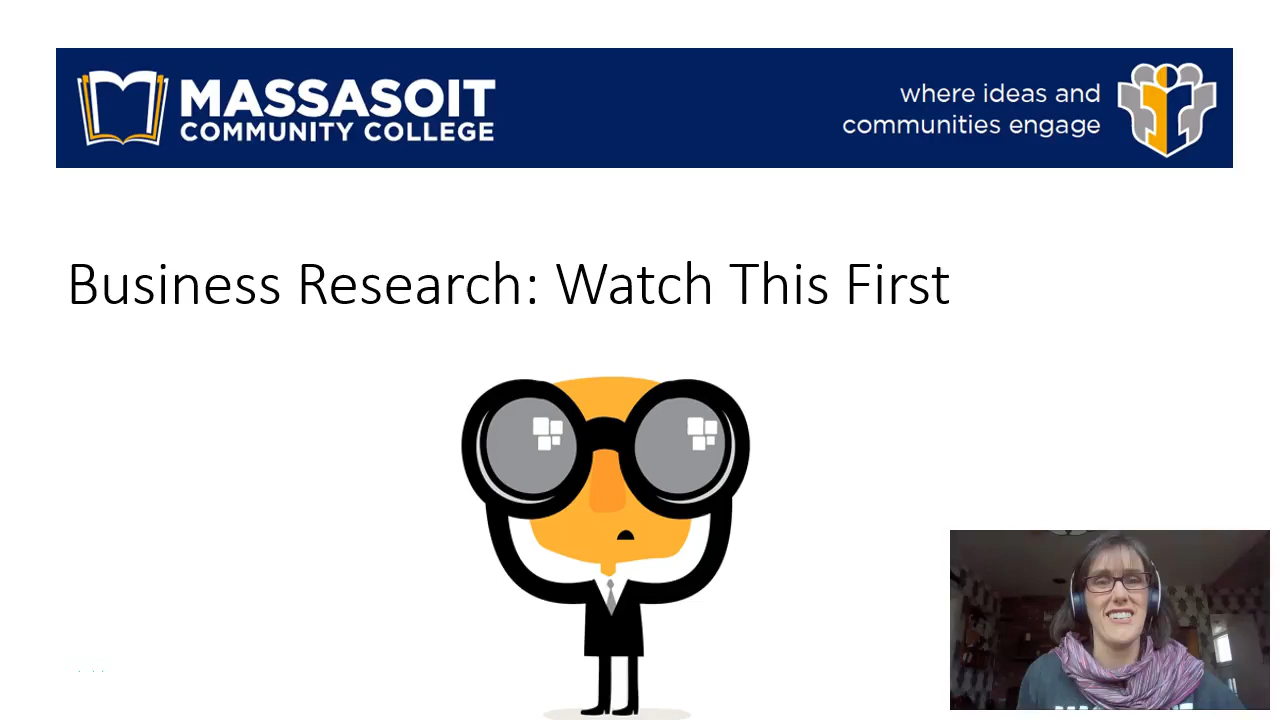 MASSASOIT
COMMUNITY COLLEGE
where ideas and
communities engage
Business Research: Watch This First